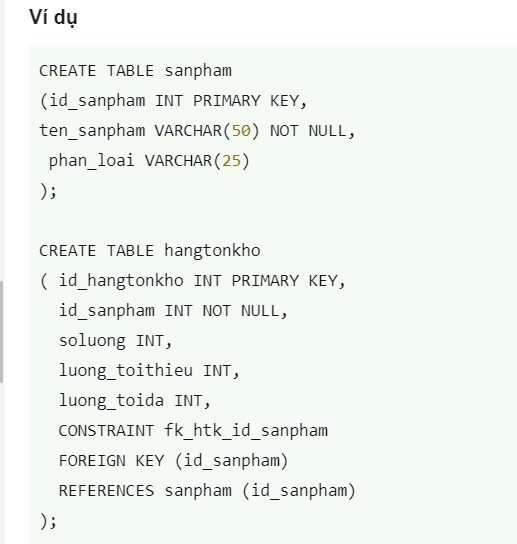 Ví dụ
CREATE TABLE sanpham
(id_sanpham INT PRIMARY KEY,
ten_sanpham VARCHAR(50) NOT NULL,
phan_loai VARCHAR(25)
);
CREATE TABLE hangtonkho
( id_hangtonkho INT PRIMARY KEY,
id_sanpham INT NOT NULL,
soluong INT,
luong_toithieu INT,
luong_toida INT,
CONSTRAINT fk_htk_id_sanpham
FOREIGN KEY (id_sanpham)
REFERENCES sanpham (id_sanpham)
);